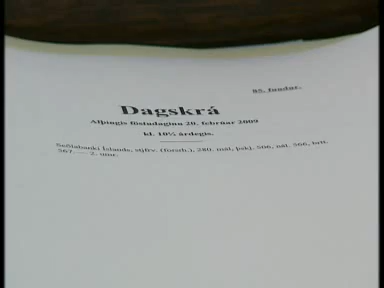 85. fundur.
Dagskrá
Alþingis föstudaginn 20. febrúar 2009
kl. 10½ árdegis.
Seðlabanki Íslands, stjfrv. (forsrh.), 280. mál, þskj. 506, nál. 566, brtt.
567. — 2. umr.